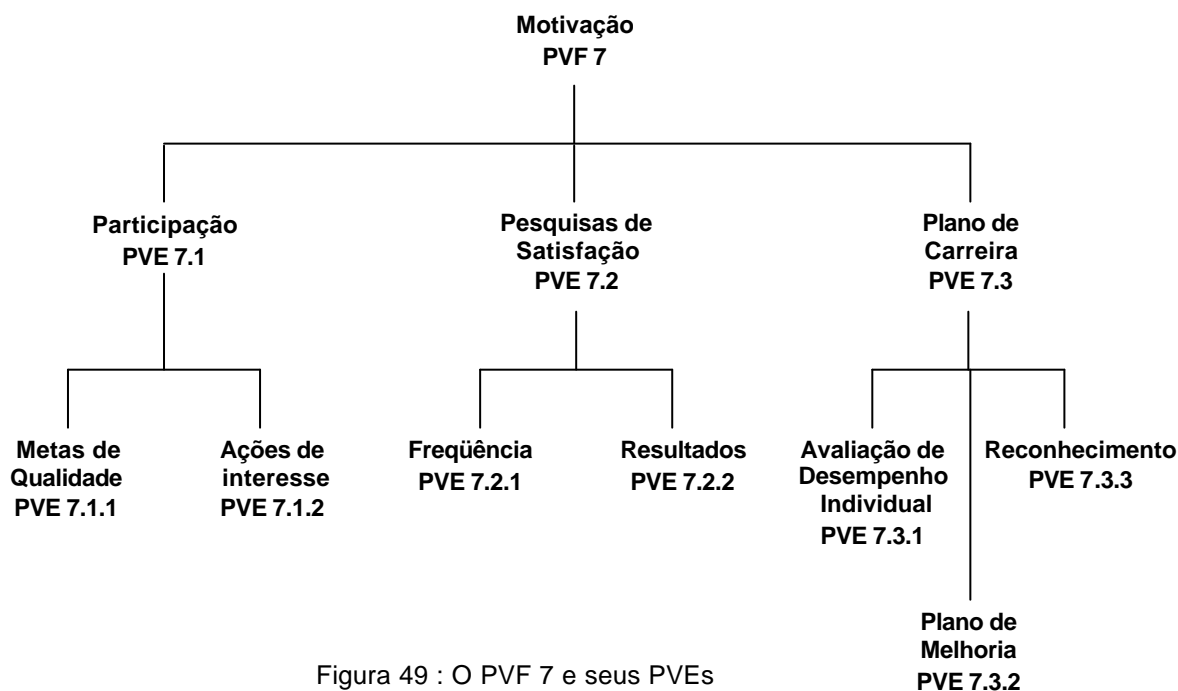 Motivação
PVF 7
Participação
PVE 7.1
Pesquisas de
Satisfação
PVE 7.2
Plano de
Carreira
PVE 7.3
Metas de
Qualidade
PVE 7.1.1
Ações de
interesse
PVE 7.1.2
Freqüência
PVE 7.2.1
Resultados
PVE 7.2.2
Avaliação de
Desempenho
Individual
PVE 7.3.1
Reconhecimento
PVE 7.3.3
Plano de
Melhoria
PVE 7.3.2
Figura 49 : O PVF 7 e seus PVEs